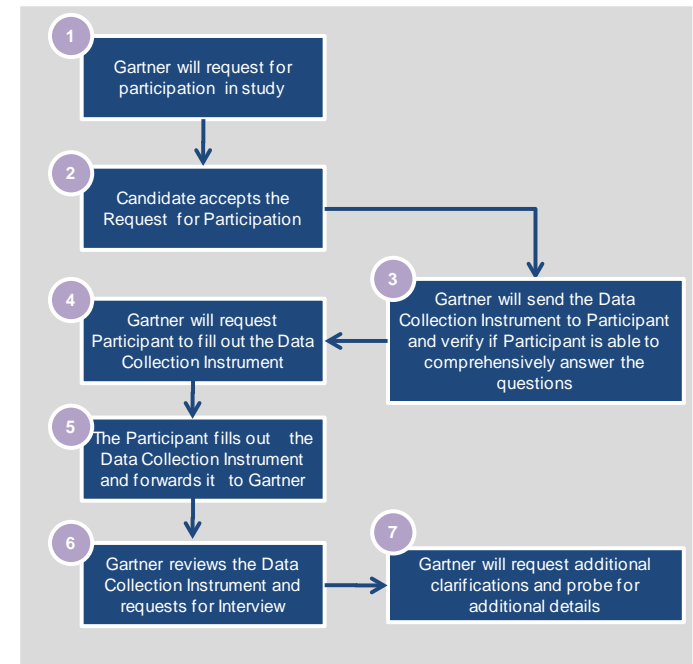 1
Gartner will request for
participation in study
2
Candidate accepts the
Request for Participation
3
Gartner will send the Data
Collection Instrument to Participant
and verify if Participant is able to
comprehensively answer the
questions
4
Gartner will request
Participant to fill out the Data
Collection Instrument
5
The Participant fills out the
Data Collection Instrument
and forwards it to Gartner
6
Gartner reviews the Data
Collection Instrument and
requests for Interview
7
Gartner will request additional
clarifications and probe for
additional details